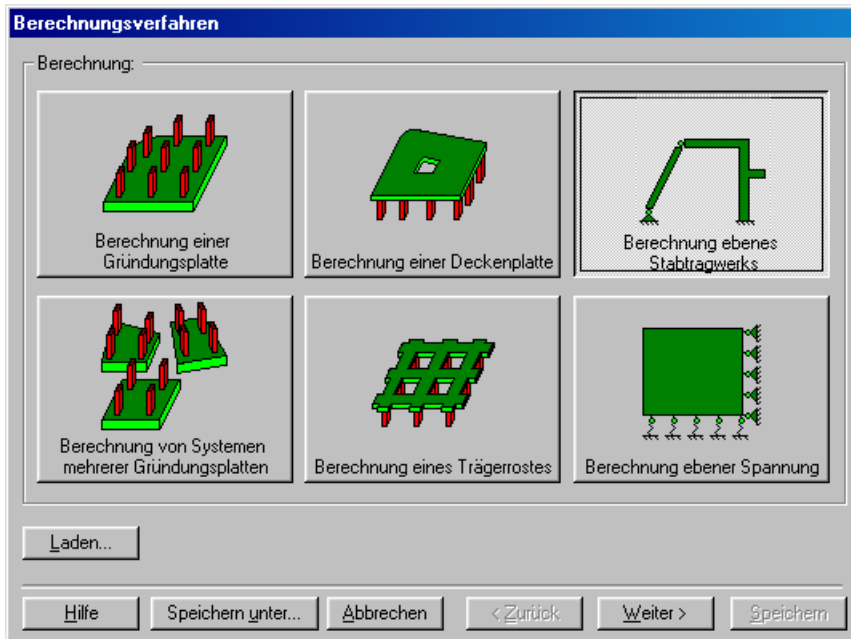 Berechnungsverfahren
Berechnung:
Berechnung einer
Gründungsplatte
Berechnung einer Deckenplatte
Berechnung ebenes
Stabtragwerks
Berechnung von Systemen
mehrerer Gründungsplatten
Berechnung eines Trägerrostes
Berechnung ebener Spannung
Laden...
Hilfe
Speichern unter...
Abbrechen
< Zurück
Weiter >
Speichern